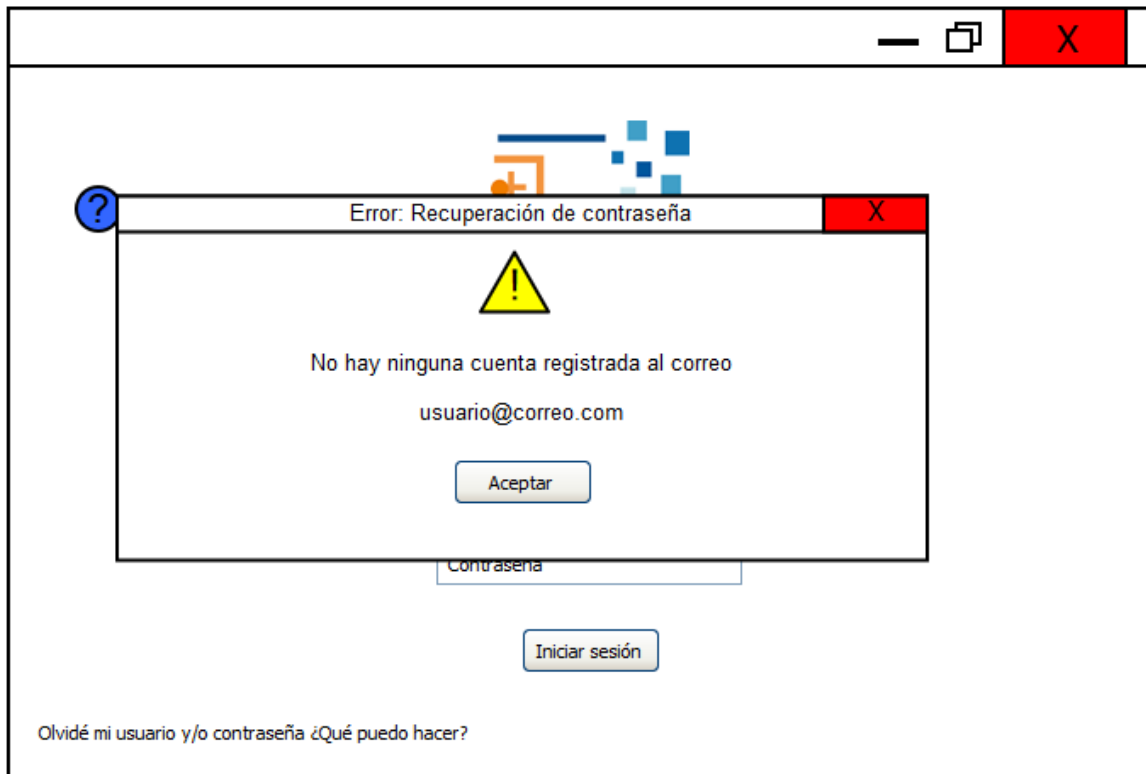 X
?
Error: Recuperación de contraseña
X
!
No hay ninguna cuenta registrada al correo
usuario@correo.com
Aceptar
Contraseña
Iniciar sesión
Olvidé mi usuario y/o contraseña ¿Qué puedo hacer?